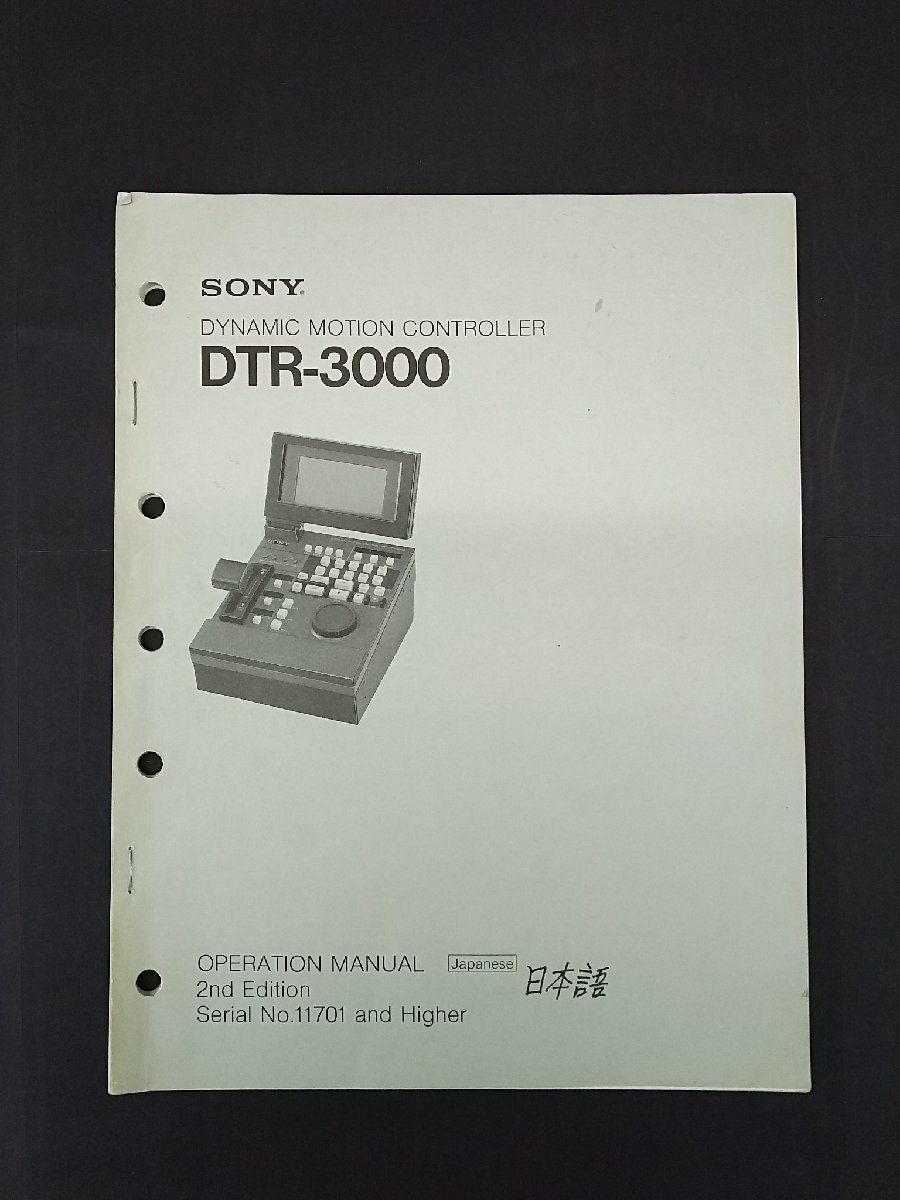 SONY
DYNAMIC MOTION CONTROLLER
DTR-3000
SONY
OPERATION MANUAL Japanese 日本語
2nd Edition
Serial No.11701 and Higher